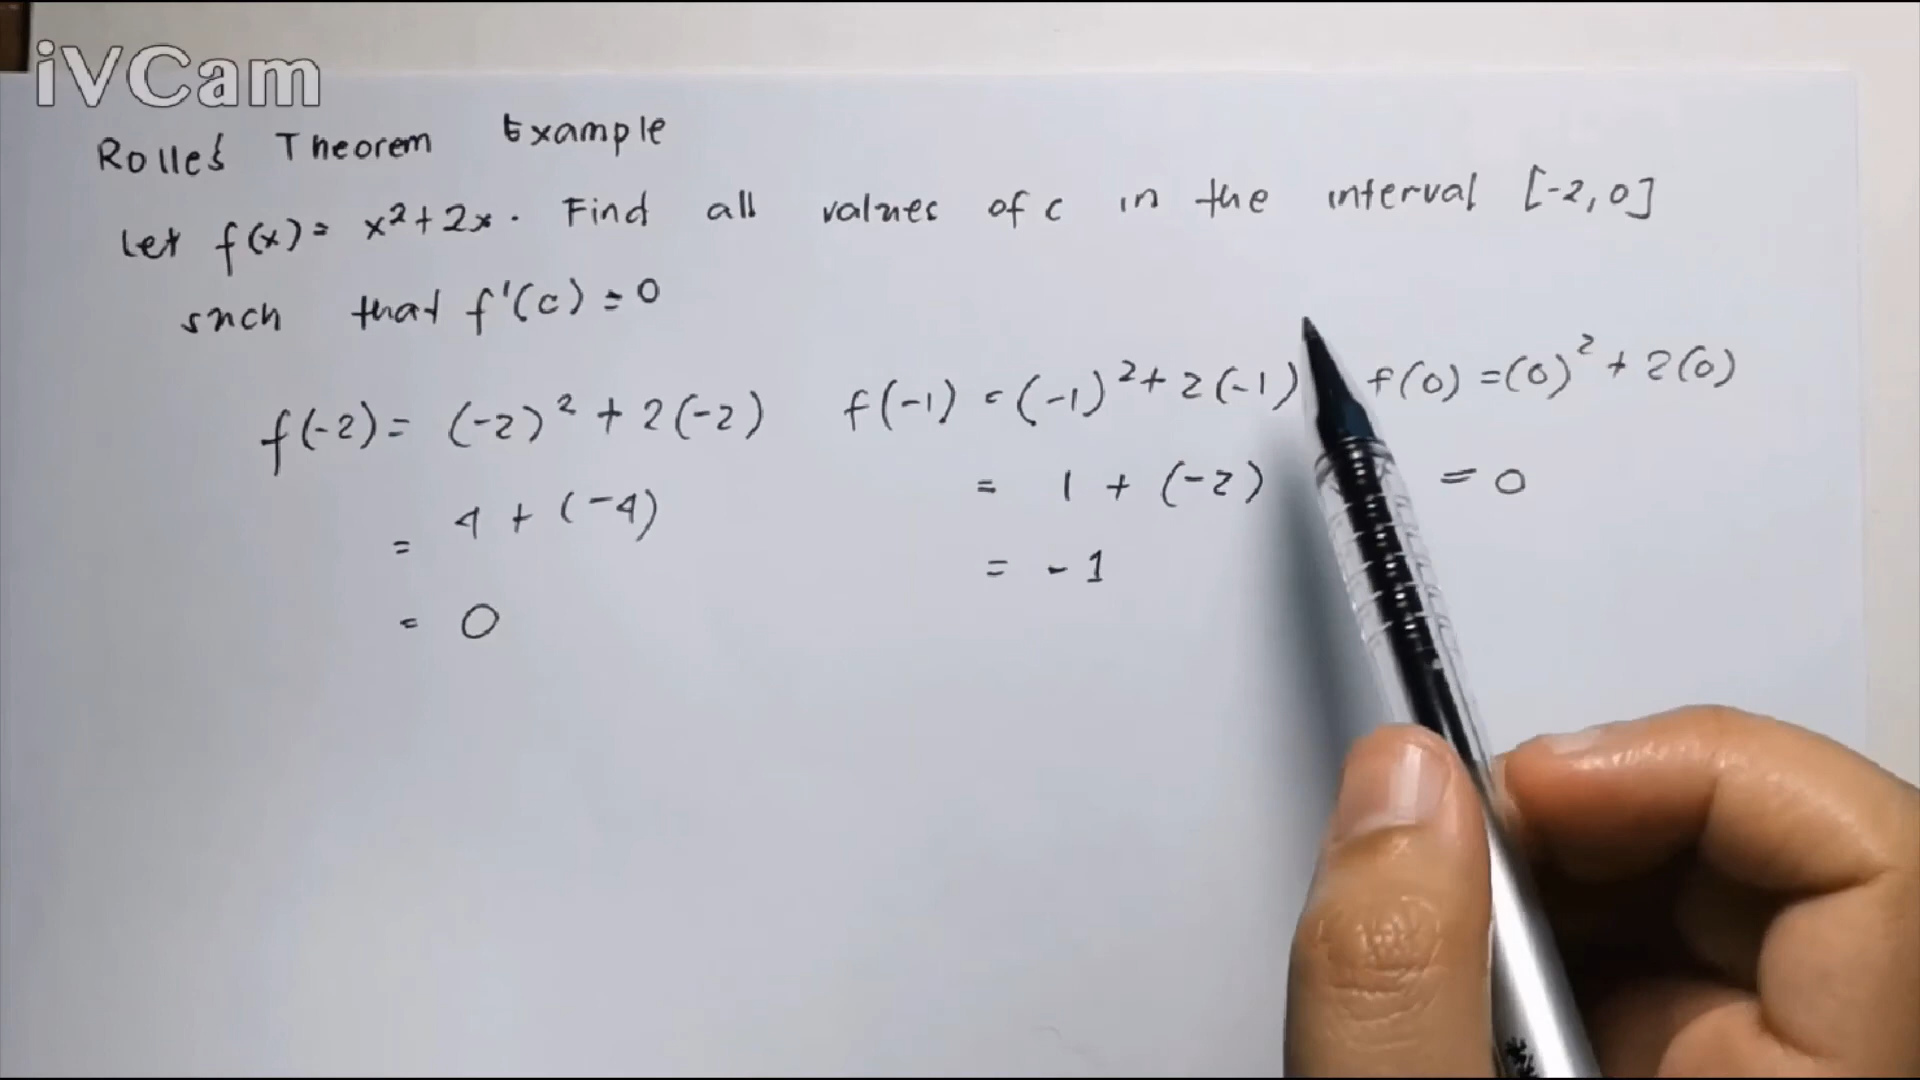 iVCam
Rolle's Theorem Example
Let f(x) = x² + 2x. Find all values of c in the interval [-2, 0]
such that f'(c) = 0
f(-2) = (-2)² + 2(-2)
= 4 + (-4)
= 0
f(-1) = (-1)² + 2(-1)
= 1 + (-2)
= -1
f(0) = (0)² + 2(0)
= 0